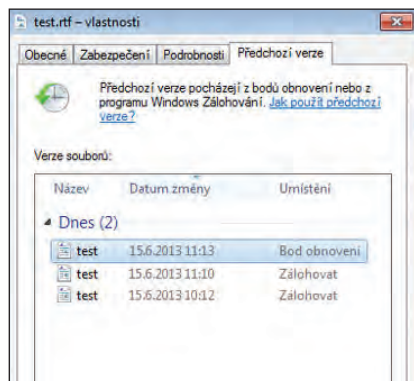 test.rtf – vlastnosti
Obecné Zabezpečení Podrobnosti Předchozí verze
Předchozí verze pocházejí z bodů obnovení nebo z
programu Windows Zálohování. Jak použít předchozí
verze?
Verze souborů:
Název Datum změny Umístění
Dnes (2)
test 15.6.2013 11:13 Bod obnovení
test 15.6.2013 11:10 Zálohovat
test 15.6.2013 10:12 Zálohovat